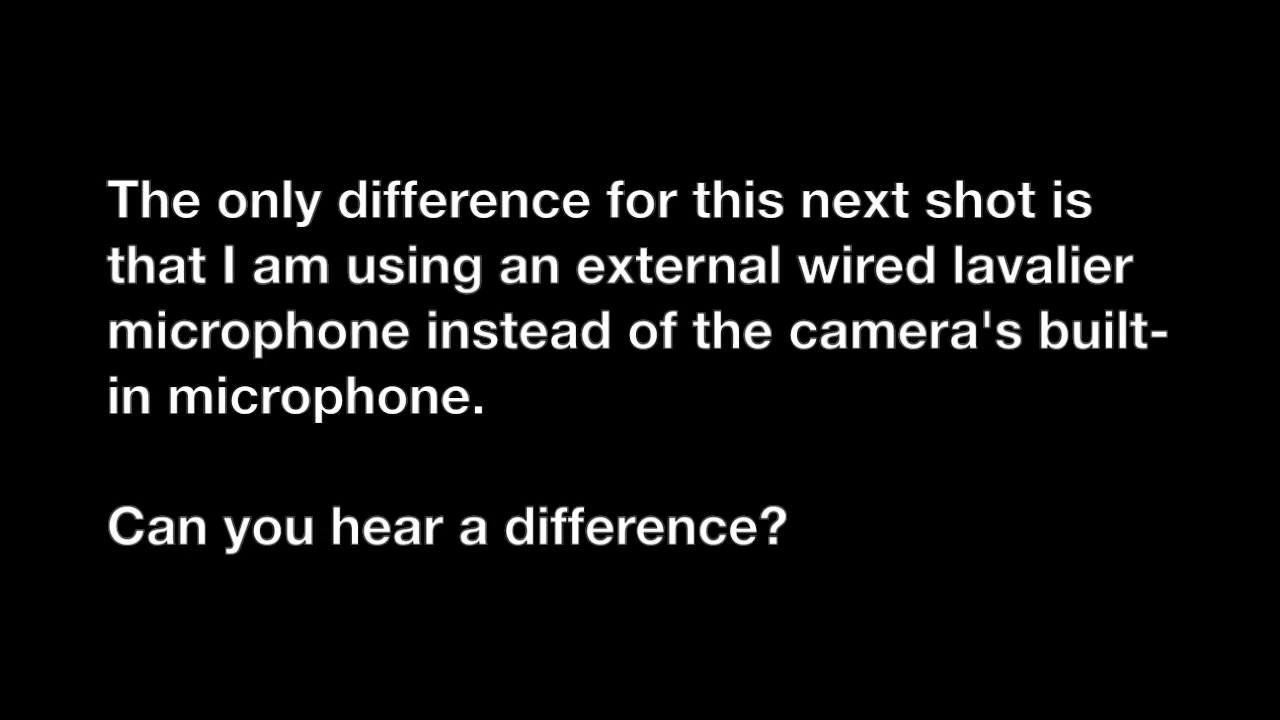 The only difference for this next shot is
that I am using an external wired lavalier
microphone instead of the camera's built-
in microphone.
Can you hear a difference?